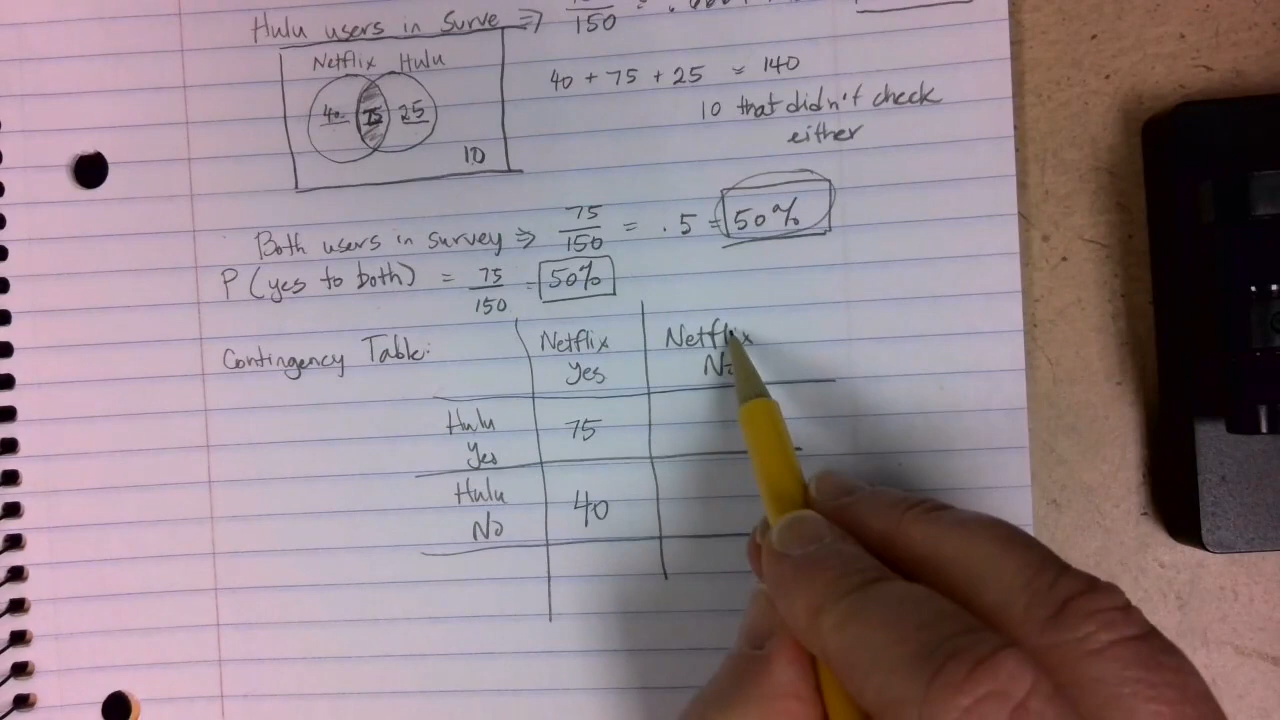 Hulu users in Surve ⇒ 150
Netflix Hulu
40 75 25
10
40 + 75 + 25 = 140
10 that didn't check
either
Both users in survey ⇒ 75/150 = .5 = 50%
P (yes to both) = 75/150 = 50%
Contingency Table:
Netflix Yes
Netflix No
Hulu Yes 75
Hulu No 40